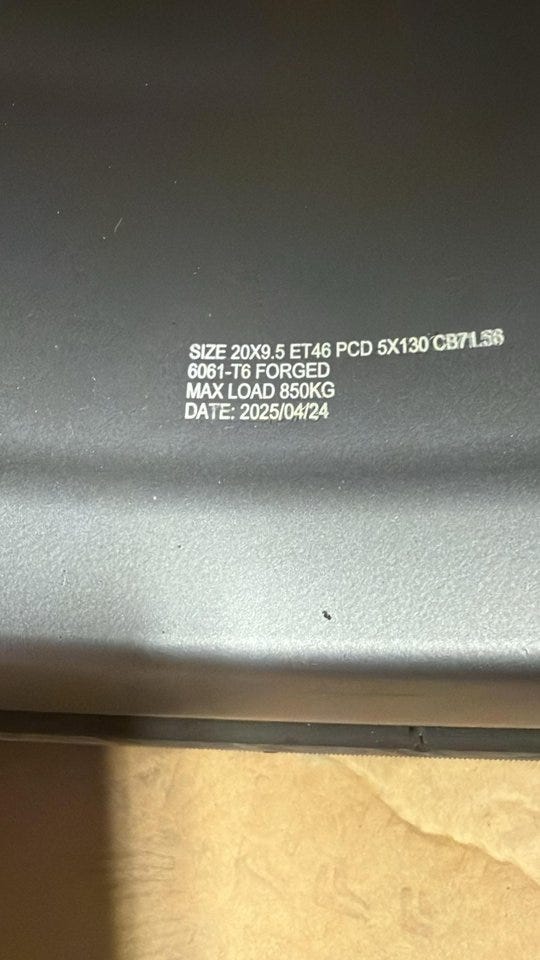 SIZE 20X9.5 ET46 PCD 5X130 CB71.56
6061-T6 FORGED
MAX LOAD 850KG
DATE: 2025/04/24